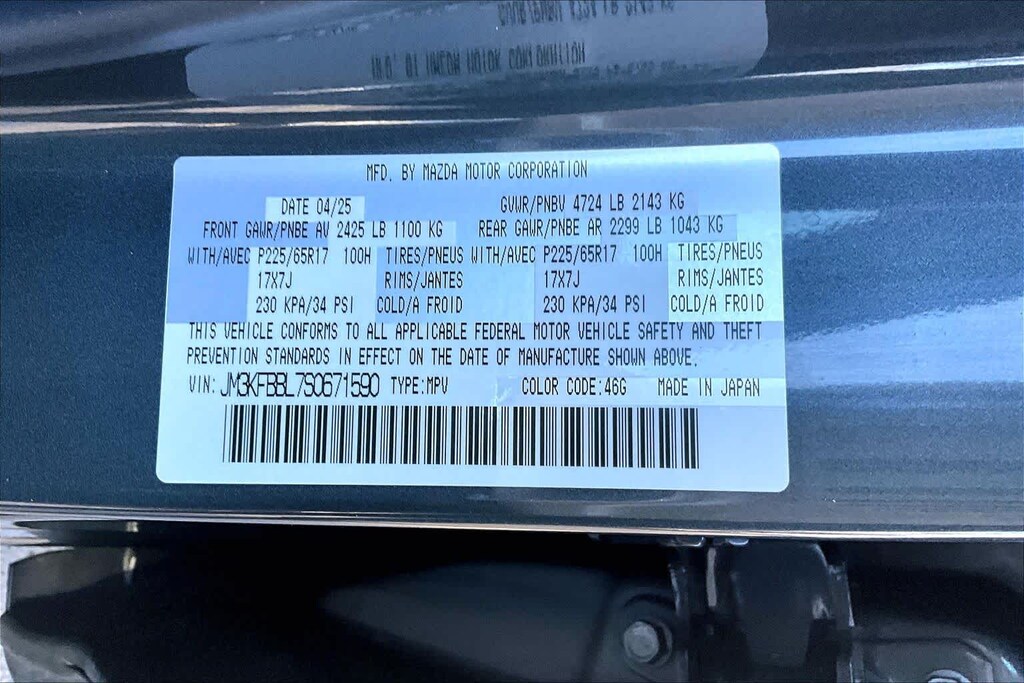 MFD. BY MAZDA MOTOR CORPORATION
DATE 04/25 GVWR/PNBV 4724 LB 2143 KG
FRONT GAWR/PNBE AV 2425 LB 1100 KG REAR GAWR/PNBE AR 2299 LB 1043 KG
WITH/AVEC P225/65R17 100H TIRES/PNEUS WITH/AVEC P225/65R17 100H TIRES/PNEUS
17X7J RIMS/JANTES 17X7J RIMS/JANTES
230 KPA/34 PSI COLD/A FROID 230 KPA/34 PSI COLD/A FROID
THIS VEHICLE CONFORMS TO ALL APPLICABLE FEDERAL MOTOR VEHICLE SAFETY AND THEFT
PREVENTION STANDARDS IN EFFECT ON THE DATE OF MANUFACTURE SHOWN ABOVE.
VIN: JM3KFBBL7S0671590 TYPE:MPV COLOR CODE:46G MADE IN JAPAN